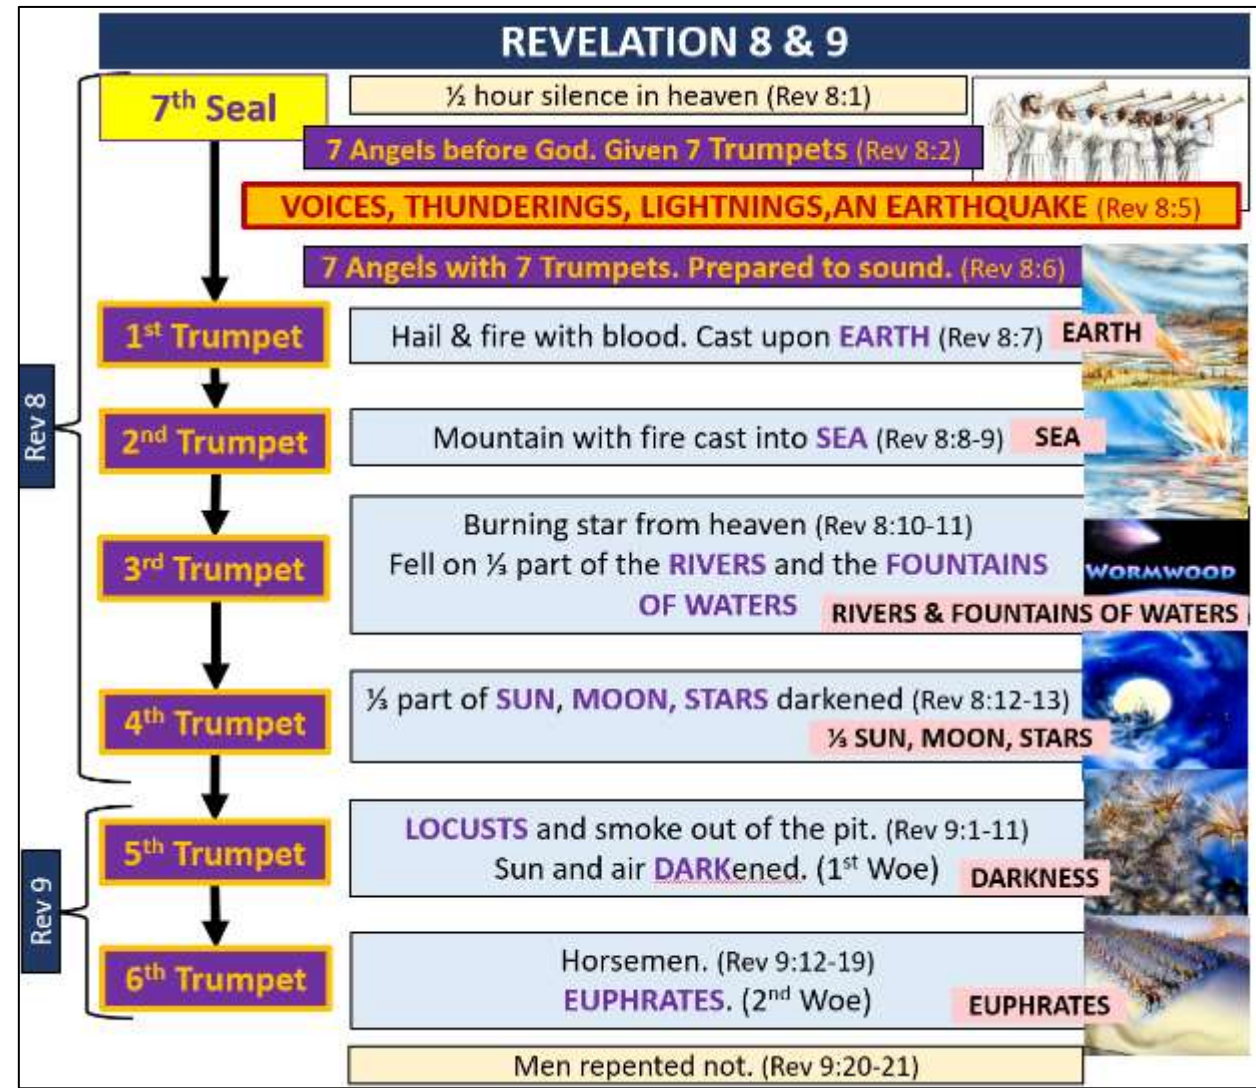 REVELATION 8 & 9
7th Seal
½ hour silence in heaven (Rev 8:1)
7 Angels before God. Given 7 Trumpets (Rev 8:2)
VOICES, THUNDERINGS, LIGHTNINGS,AN EARTHQUAKE (Rev 8:5)
7 Angels with 7 Trumpets. Prepared to sound. (Rev 8:6)
Rev 8
1st Trumpet
Hail & fire with blood. Cast upon EARTH (Rev 8:7)
EARTH
2nd Trumpet
Mountain with fire cast into SEA (Rev 8:8-9)
SEA
3rd Trumpet
Burning star from heaven (Rev 8:10-11)
Fell on ⅓ part of the RIVERS and the FOUNTAINS
OF WATERS
WORMWOOD
RIVERS & FOUNTAINS OF WATERS
4th Trumpet
⅓ part of SUN, MOON, STARS darkened (Rev 8:12-13)
⅓ SUN, MOON, STARS
Rev 9
5th Trumpet
LOCUSTS and smoke out of the pit. (Rev 9:1-11)
Sun and air DARKened. (1st Woe)
DARKNESS
6th Trumpet
Horsemen. (Rev 9:12-19)
EUPHRATES. (2nd Woe)
EUPHRATES
Men repented not. (Rev 9:20-21)